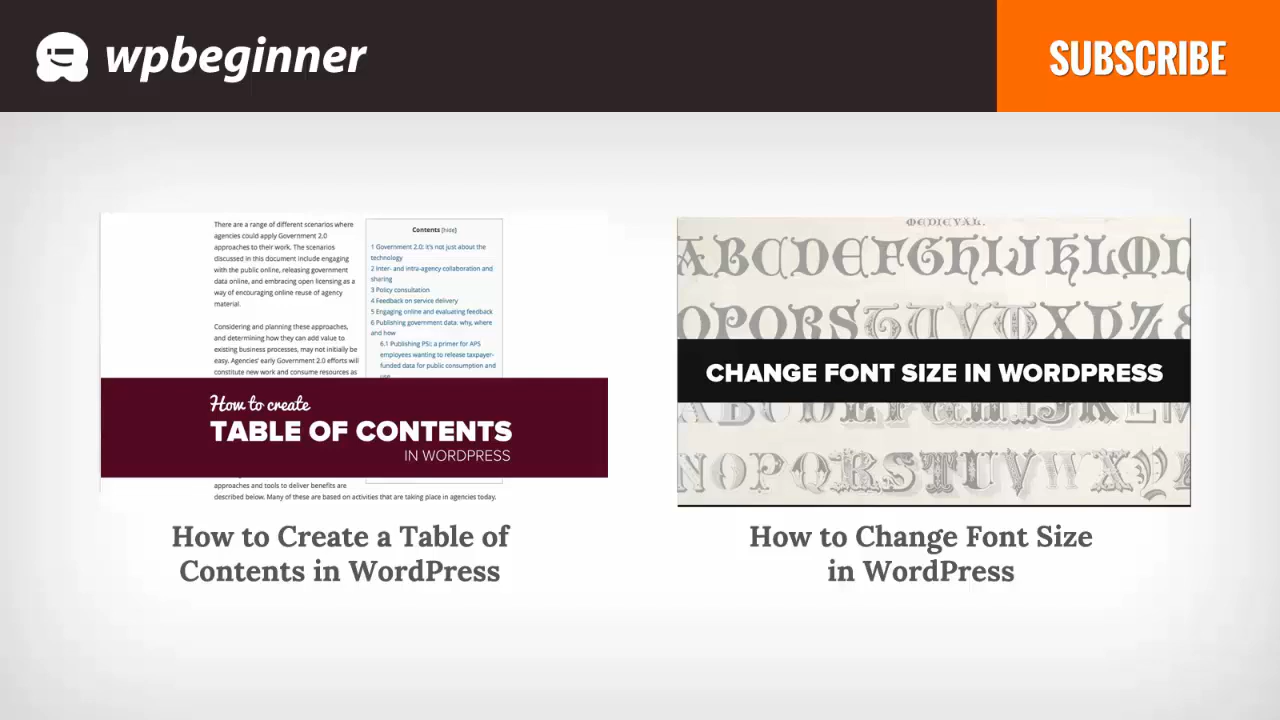 wpbeginner
SUBSCRIBE
There are a range of different scenarios where
agencies could apply Government 2.0
approaches to their work. The scenarios
discussed in this document include engaging
with the public online, releasing government
data online, and embracing open licensing as a
way of encouraging online reuse of agency
material.
Considering and planning these approaches,
and determining how they can add value to
existing business processes, may not initially be
easy. Agencies' early Government 2.0 efforts will
constitute new work and consume resources as
Contents [hide]
1 Government 2.0: it's not just about the
technology
2 Inter- and intra-agency collaboration and
sharing
3 Policy consultation
4 Feedback on service delivery
5 Engaging online and evaluating feedback
6 Publishing government data: why, where
and how
6.1 Publishing PSI: a primer for APS
employees wanting to release taxpayer-
funded data for public consumption and
use
How to create
TABLE OF CONTENTS
IN WORDPRESS
approaches and tools to deliver benefits are
described below. Many of these are based on activities that are taking place in agencies today.
How to Create a Table of
Contents in WordPress
MEDIEVAL.
ABCDEFGHIJKLMN
OPQRSTUVWXYZ&
CHANGE FONT SIZE IN WORDPRESS
ABCDEFGHIJKLM
NOPQRSTUVWXYZ
How to Change Font Size
in WordPress